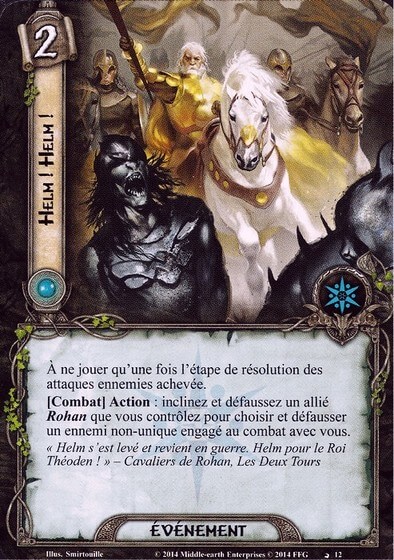 2
HELM ! HELM !
À ne jouer qu'une fois l'étape de résolution des
attaques ennemies achevée.
[Combat] Action : inclinez et défaussez un allié
Rohan que vous contrôlez pour choisir et défausser
un ennemi non-unique engagé au combat avec vous.
« Helm s'est levé et revient en guerre. Helm pour le Roi
Théoden ! » – Cavaliers de Rohan, Les Deux Tours
ÉVÉNEMENT
Illus. Smirtouille © 2014 Middle-earth Enterprises © 2014 FFG 12